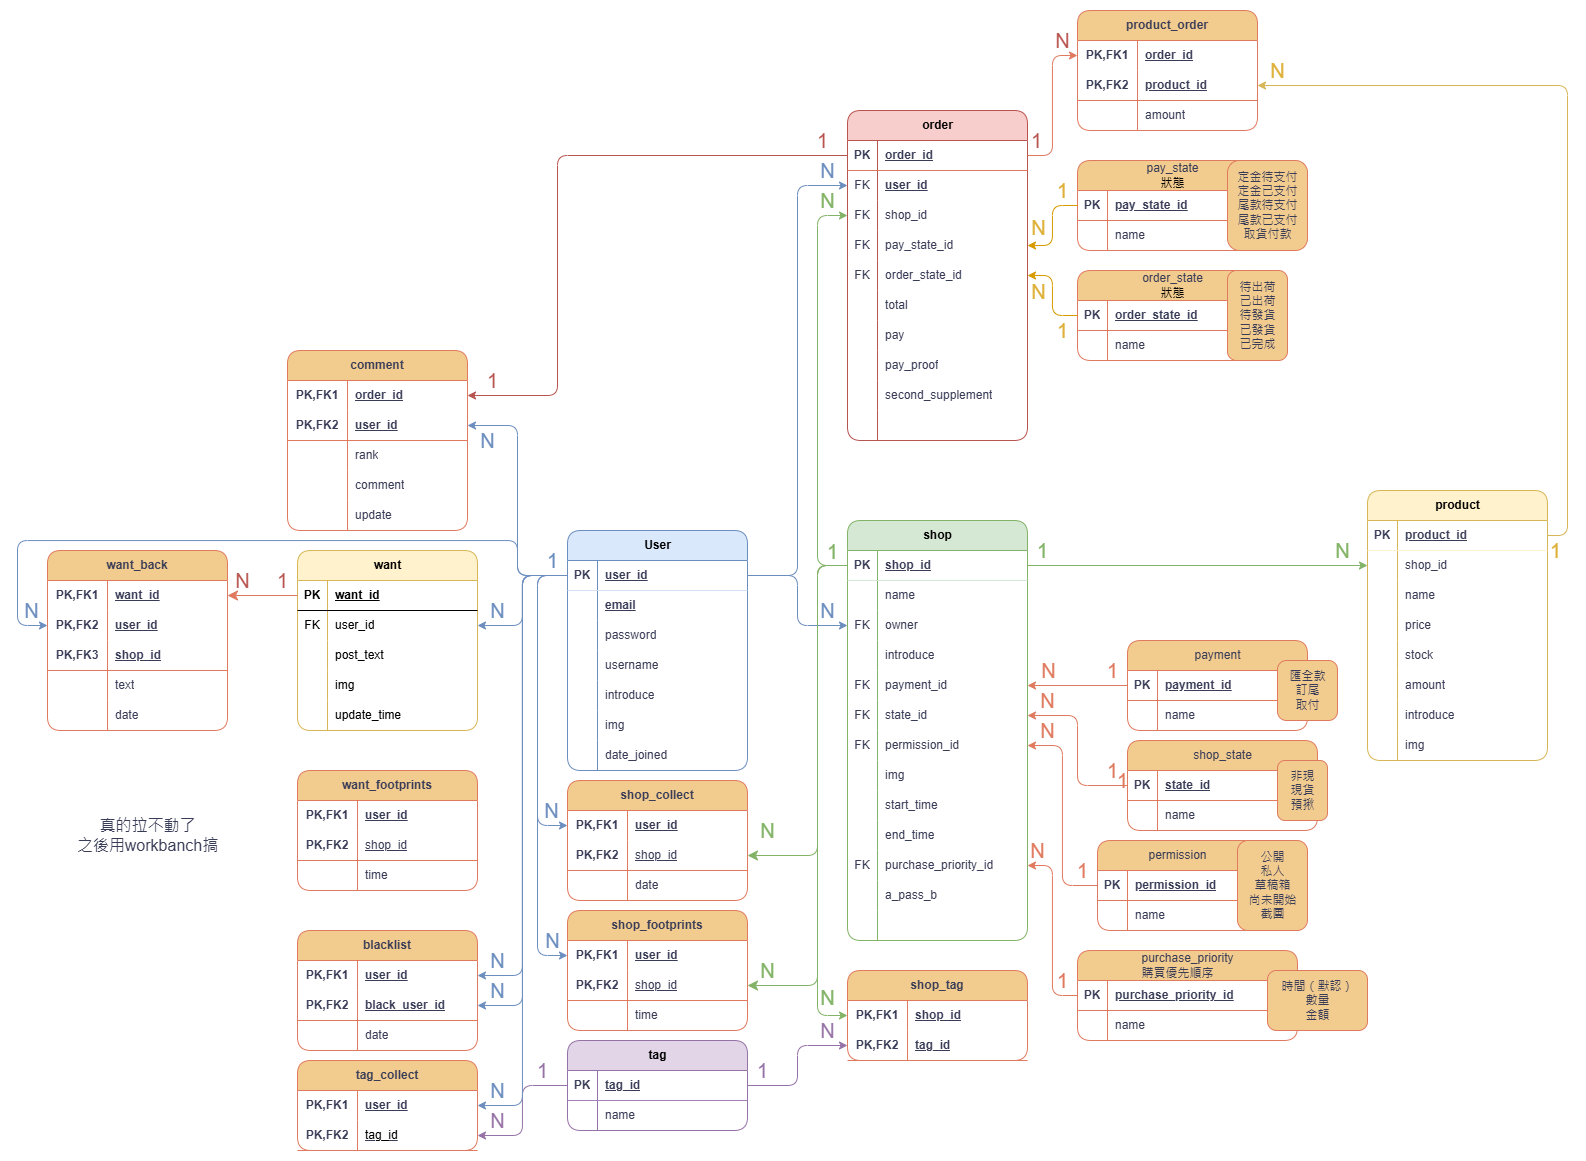 product_order
PK,FK1 order_id
PK,FK2 product_id
amount
N
N
order
PK order_id
FK user_id
FK shop_id
FK pay_state_id
FK order_state_id
total
pay
pay_proof
second_supplement
1
1
N
N
N
1
N
1
pay_state
狀態
PK pay_state_id
name
定金待支付
定金已支付
尾款待支付
尾款已支付
取貨付款
order_state
狀態
PK order_state_id
name
待出荷
已出荷
待發貨
已發貨
已完成
comment
PK,FK1 order_id
PK,FK2 user_id
rank
comment
update
1
N
want_back
PK,FK1 want_id
PK,FK2 user_id
PK,FK3 shop_id
text
date
N
N
1
want
PK want_id
FK user_id
post_text
img
update_time
N
1
User
PK user_id
email
password
username
introduce
img
date_joined
shop
PK shop_id
name
FK owner
introduce
FK payment_id
FK state_id
FK permission_id
img
start_time
end_time
FK purchase_priority_id
a_pass_b
1
N
1
N
N
N
N
N
product
PK product_id
shop_id
name
price
stock
amount
introduce
img
1
payment
PK payment_id
name
1
匯全款
訂尾
取付
shop_state
PK state_id
name
1
1
非現
現貨
預揪
permission
PK permission_id
name
1
公開
私人
草稿箱
尚未開始
截團
purchase_priority
購買優先順序
PK purchase_priority_id
name
1
時間（默認）
數量
金額
want_footprints
PK,FK1 user_id
PK,FK2 shop_id
time
真的拉不動了
之後用workbanch搞
shop_collect
PK,FK1 user_id
PK,FK2 shop_id
date
N
N
shop_footprints
PK,FK1 user_id
PK,FK2 shop_id
time
N
N
blacklist
PK,FK1 user_id
PK,FK2 black_user_id
date
N
N
shop_tag
PK,FK1 shop_id
PK,FK2 tag_id
N
N
tag
PK tag_id
name
1
1
tag_collect
PK,FK1 user_id
PK,FK2 tag_id
N
N